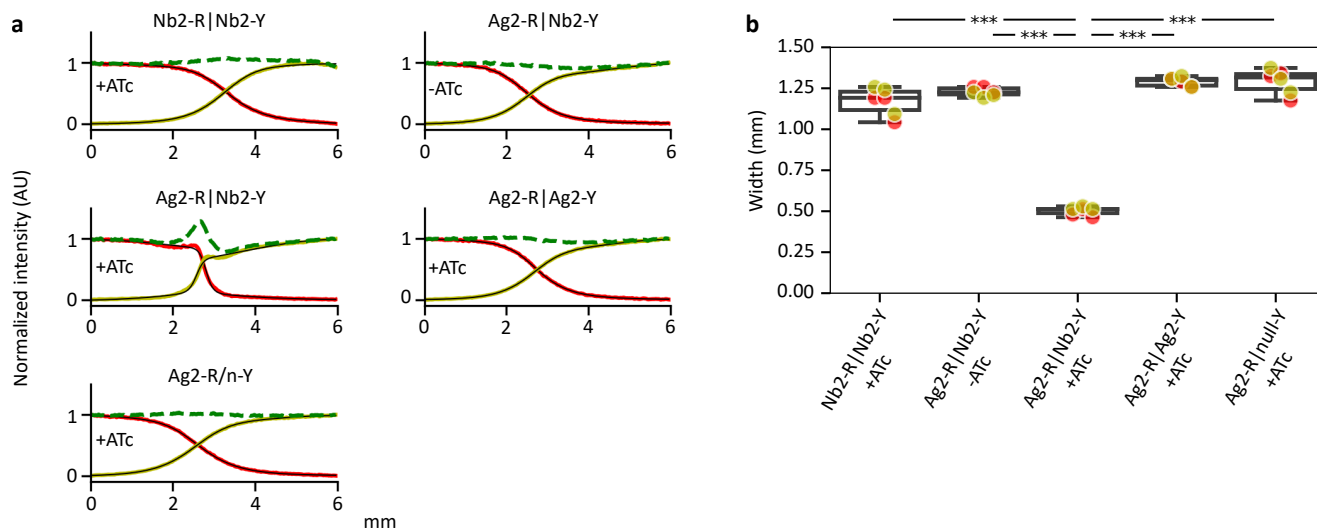 a
Normalized intensity (AU)
Nb2-R|Nb2-Y
1
+ATc
0
0 2 4 6
Ag2-R|Nb2-Y
1
-ATc
0
0 2 4 6
Ag2-R|Nb2-Y
1
+ATc
0
0 2 4 6
Ag2-R|Ag2-Y
1
+ATc
0
0 2 4 6
Ag2-R/n-Y
1
+ATc
0
0 2 4 6
mm
b
*** ***
*** ***
Width (mm)
1.50
1.25
1.00
0.75
0.50
0.25
0.00
Nb2-R|Nb2-Y
+ATc
Ag2-R|Nb2-Y
-ATc
Ag2-R|Nb2-Y
+ATc
Ag2-R|Ag2-Y
+ATc
Ag2-R|null-Y
+ATc